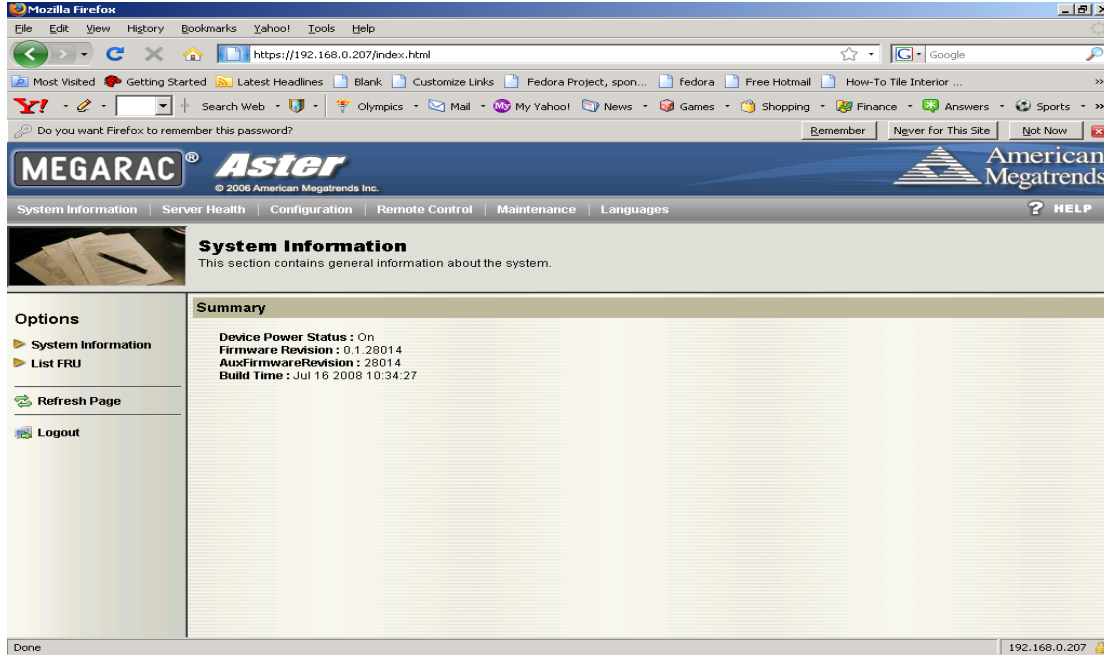 Mozilla Firefox
File Edit View History Bookmarks Yahoo! Tools Help
https://192.168.0.207/index.html
G Google
Most Visited Getting Started Latest Headlines Blank Customize Links Fedora Project, spon... fedora Free Hotmail How-To Tile Interior ... »
Y! Search Web Olympics Mail My Yahoo! News Games Shopping Finance Answers Sports »
Do you want Firefox to remember this password? Remember Never for This Site Not Now
MEGARAC® Aster
© 2006 American Megatrends Inc.
American
Megatrends
System Information | Server Health | Configuration | Remote Control | Maintenance | Languages ? HELP
System Information
This section contains general information about the system.
Options
System Information
List FRU
Refresh Page
Logout
Summary
Device Power Status : On
Firmware Revision : 0.1.28014
AuxFirmwareRevision : 28014
Build Time : Jul 16 2008 10:34:27
Done 192.168.0.207